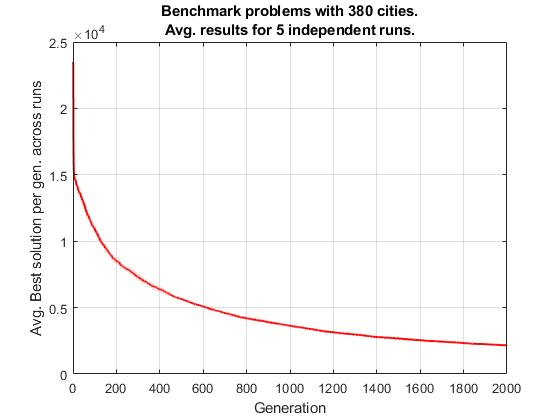 Benchmark problems with 380 cities.
Avg. results for 5 independent runs.
×10⁴
2.5
2
1.5
1
0.5
0
Avg. Best solution per gen. across runs
0 200 400 600 800 1000 1200 1400 1600 1800 2000
Generation